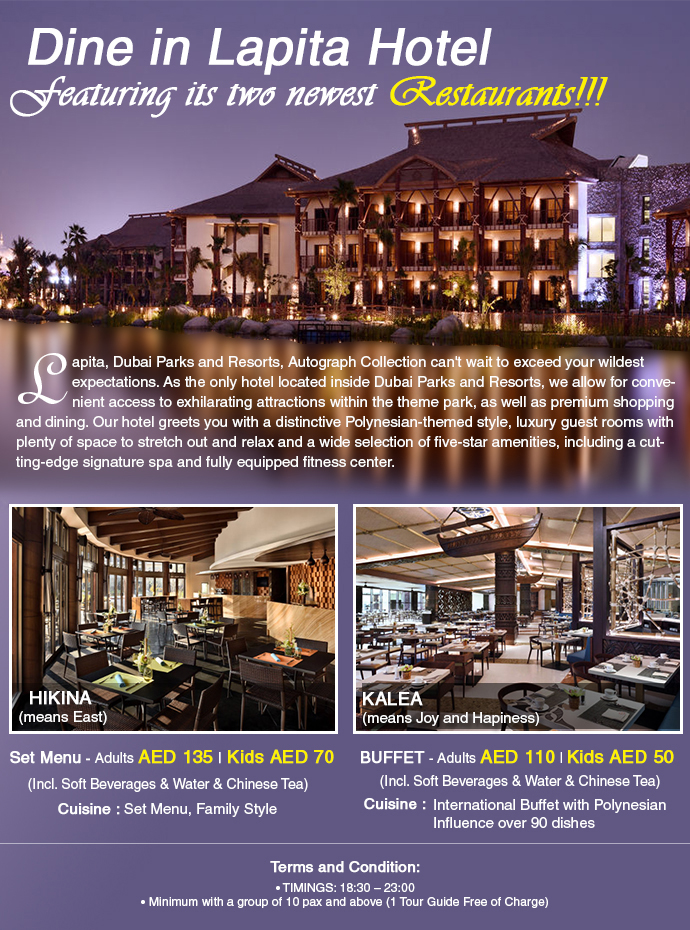 Dine in Lapita Hotel
Featuring its two newest Restaurants!!!
Lapita, Dubai Parks and Resorts, Autograph Collection can't wait to exceed your wildest
expectations. As the only hotel located inside Dubai Parks and Resorts, we allow for conve-
nient access to exhilarating attractions within the theme park, as well as premium shopping
and dining. Our hotel greets you with a distinctive Polynesian-themed style, luxury guest rooms with
plenty of space to stretch out and relax and a wide selection of five-star amenities, including a cut-
ting-edge signature spa and fully equipped fitness center.
HIKINA
(means East)
Set Menu - Adults AED 135 I Kids AED 70
(Incl. Soft Beverages & Water & Chinese Tea)
Cuisine : Set Menu, Family Style
KALEA
(means Joy and Hapiness)
BUFFET - Adults AED 110 I Kids AED 50
(Incl. Soft Beverages & Water & Chinese Tea)
Cuisine : International Buffet with Polynesian
Influence over 90 dishes
Terms and Condition:
• TIMINGS: 18:30 – 23:00
• Minimum with a group of 10 pax and above (1 Tour Guide Free of Charge)